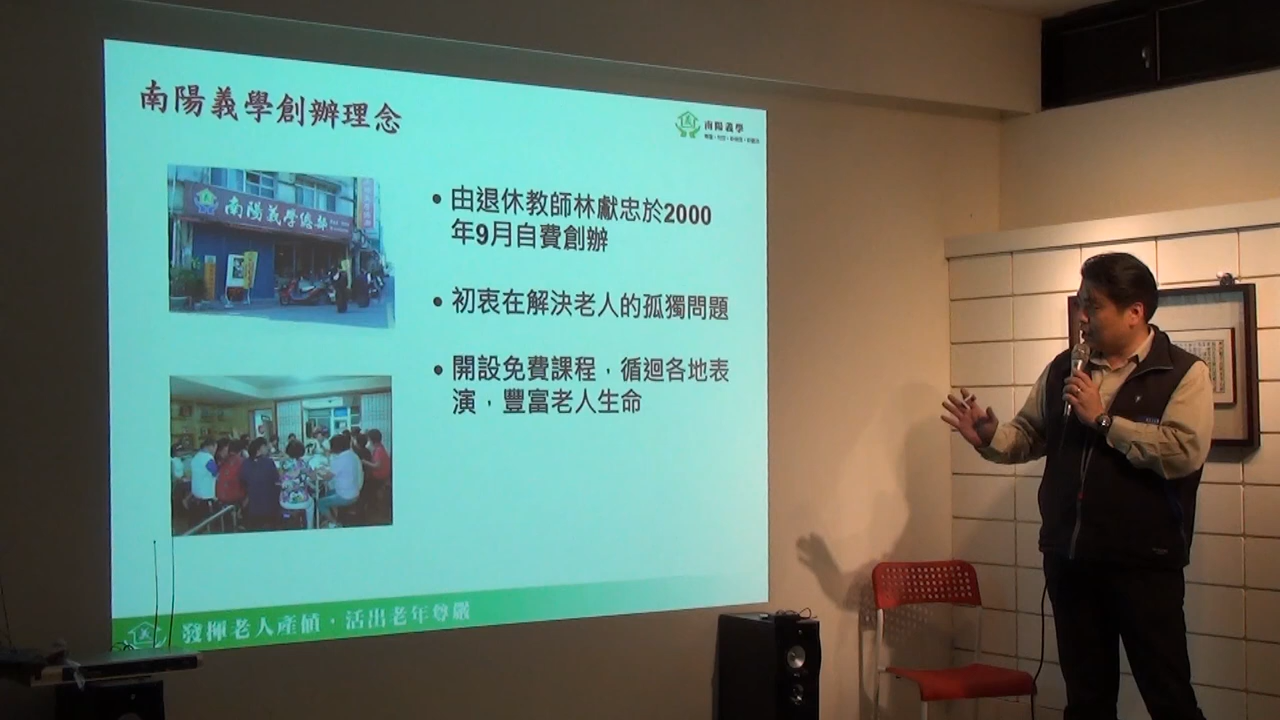 南陽義學創辦理念
南陽義學
南陽義學總部
• 由退休教師林獻忠於2000
年9月自費創辦
• 初衷在解決老人的孤獨問題
• 開設免費課程，循迴各地表
演，豐富老人生命
發揮老人產值，活出老年尊嚴